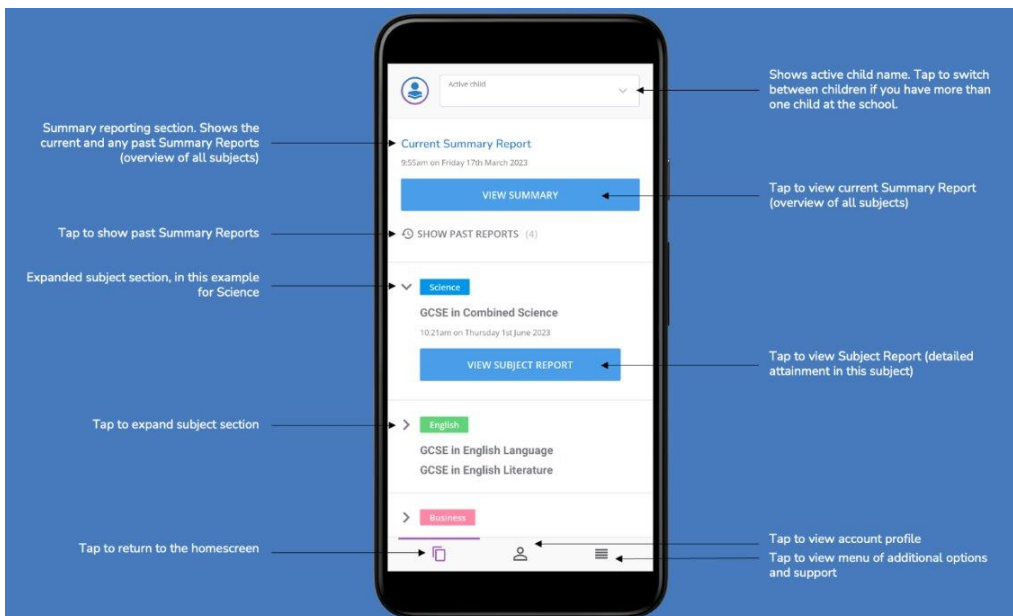 Summary reporting section. Shows the
current and any past Summary Reports
(overview of all subjects)
Tap to show past Summary Reports
Expanded subject section, in this example
for Science
Tap to expand subject section
Tap to return to the homescreen
Active child
Current Summary Report
9:55am on Friday 17th March 2023
VIEW SUMMARY
SHOW PAST REPORTS (4)
Science
GCSE in Combined Science
10:21am on Thursday 1st June 2023
VIEW SUBJECT REPORT
English
GCSE in English Language
GCSE in English Literature
Business
Shows active child name. Tap to switch
between children if you have more than
one child at the school.
Tap to view current Summary Report
(overview of all subjects)
Tap to view Subject Report (detailed
attainment in this subject)
Tap to view account profile
Tap to view menu of additional options
and support